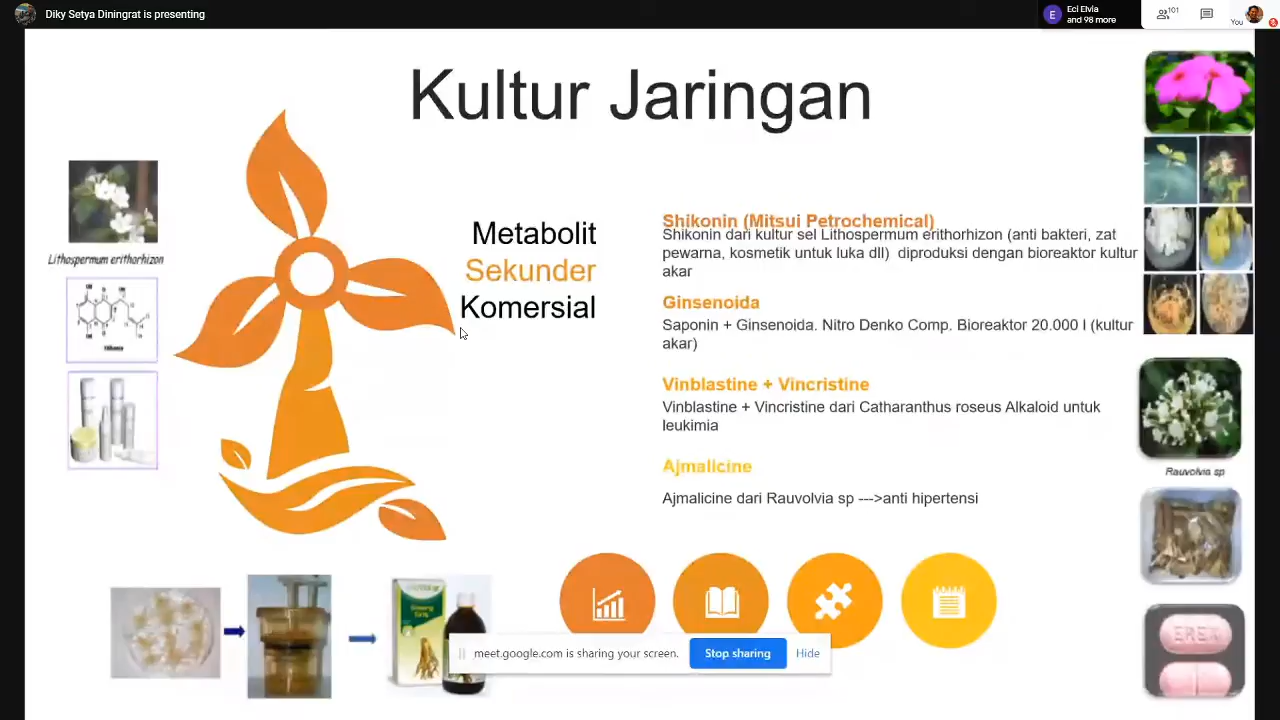 Diky Setya Diningrat is presenting
E
Eci Elvia
and 98 more
101
You
Kultur Jaringan
Lithospermum erithorhizon
Metabolit
Sekunder
Komersial
Shikonin (Mitsui Petrochemical)
Shikonin dari kultur sel Lithospermum erithorhizon (anti bakteri, zat
pewarna, kosmetik untuk luka dll) diproduksi dengan bioreaktor kultur
akar
Ginsenoida
Saponin + Ginsenoida. Nitro Denko Comp. Bioreaktor 20.000 l (kultur
akar)
Vinblastine + Vincristine
Vinblastine + Vincristine dari Catharanthus roseus Alkaloid untuk
leukimia
Ajmalicine
Ajmalicine dari Rauvolvia sp --->anti hipertensi
Rauvolvia sp
meet.google.com is sharing your screen.
Stop sharing
Hide